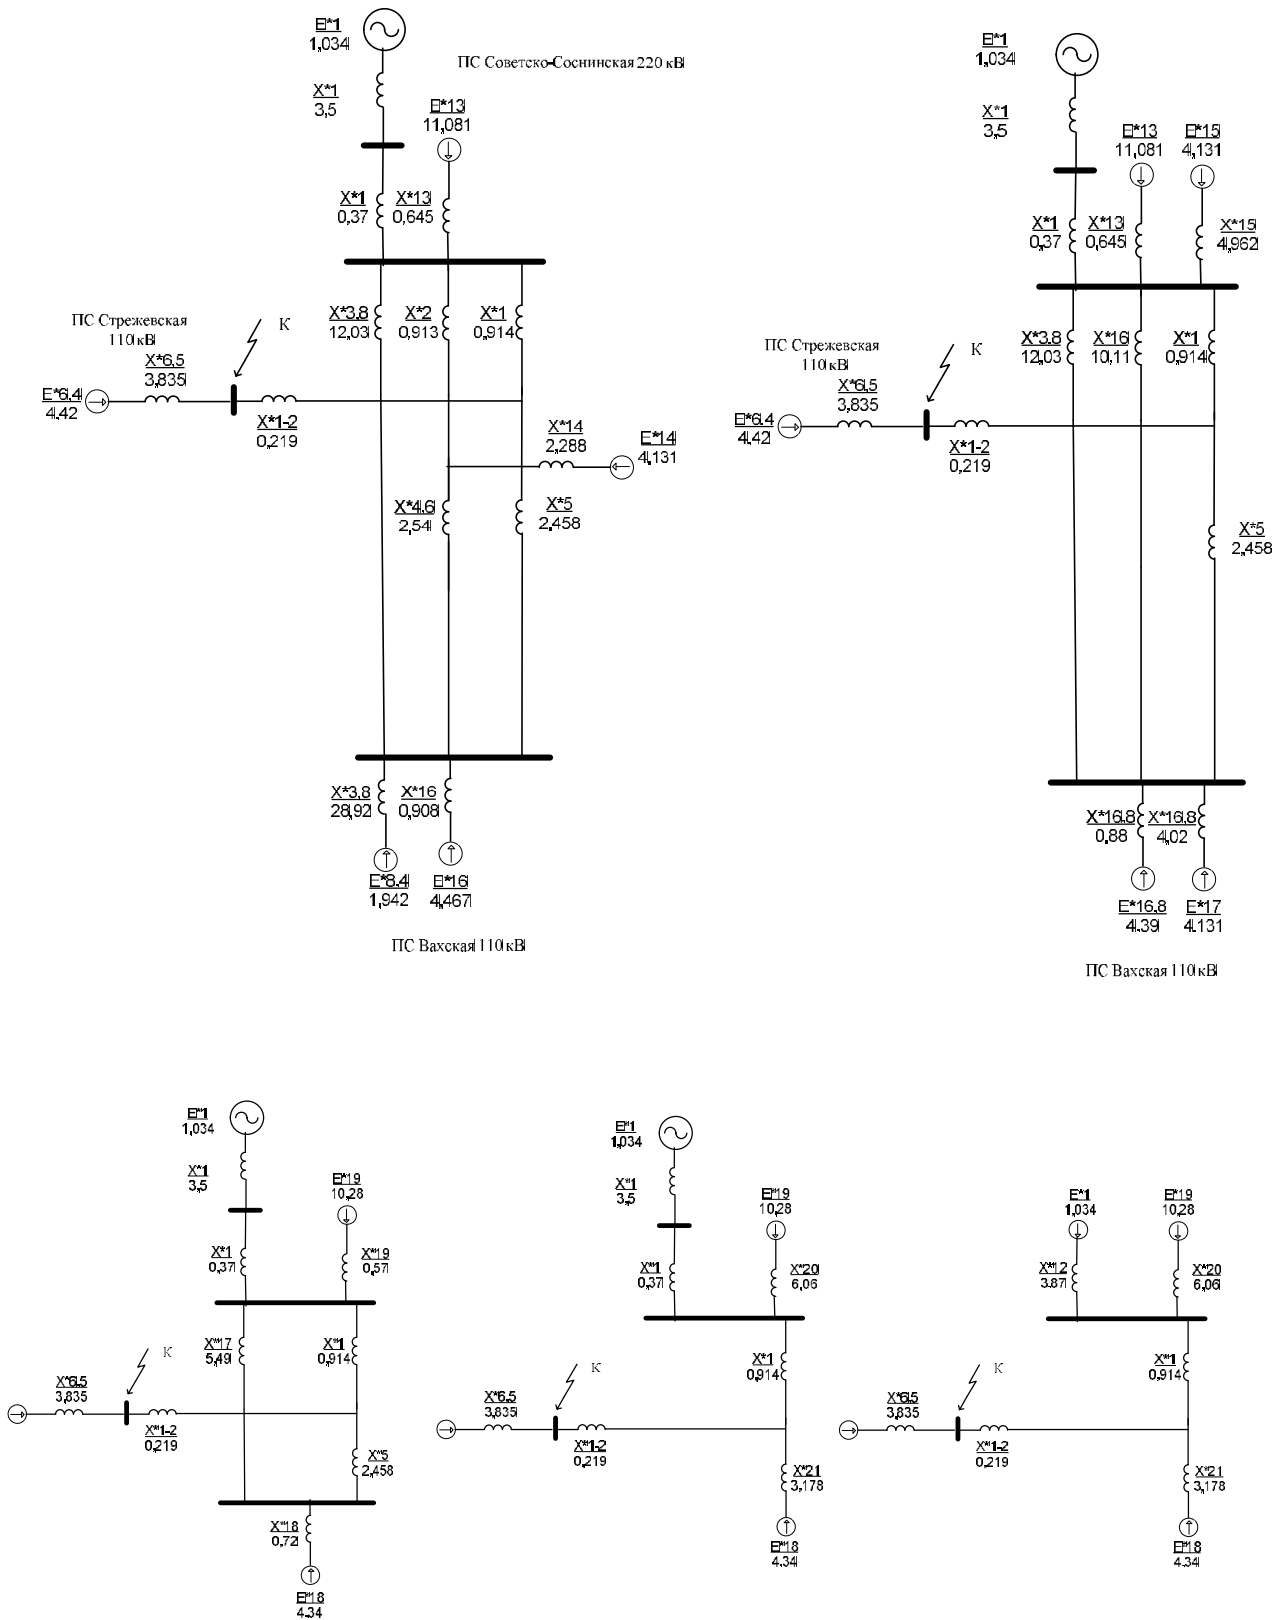 E*1
1,034
ПС Советско-Соснинская 220 кВ
X*1
3,5
E*13
11,081
X*1
0,37
X*13
0,645
ПС Стрежевская
110 кВ
К
X*3.8
12,03
X*2
0,913
X*1
0,914
X*6.5
3,835
E*6.4
4.42
X*1-2
0,219
X*14
2,288
E*14
4.131
X*4.6
2,54
X*5
2,458
X*3.8
28,92
X*16
0,908
E*8.4
1,942
E*16
4,467
ПС Вахская 110 кВ
E*1
1,034
X*1
3,5
E*13
11,081
E*15
4,131
X*1
0,37
X*13
0,645
X*15
4,962
ПС Стрежевская
110 кВ
К
X*3.8
12,03
X*16
10,11
X*1
0,914
X*6.5
3,835
E*6.4
4.42
X*1-2
0,219
X*5
2,458
X*16.8
0,88
X*16.8
4,02
E*16.8
4.39
E*17
4.131
ПС Вахская 110 кВ
E*1
1,034
X*1
3,5
E*19
10,28
X*1
0,37
X*19
0,57
К
X*17
5,49
X*1
0,914
X*6.5
3,835
X*1-2
0,219
X*5
2,458
X*18
0,72
E*18
4.34
E*1
1,034
X*1
3,5
E*19
10,28
X*1
0,37
X*20
6,06
К
X*1
0,914
X*6.5
3,835
X*1-2
0,219
X*21
3,178
E*18
4.34
E*1
1,034
E*19
10,28
X*12
3.87
X*20
6,06
К
X*1
0,914
X*6.5
3,835
X*1-2
0,219
X*21
3,178
E*18
4.34